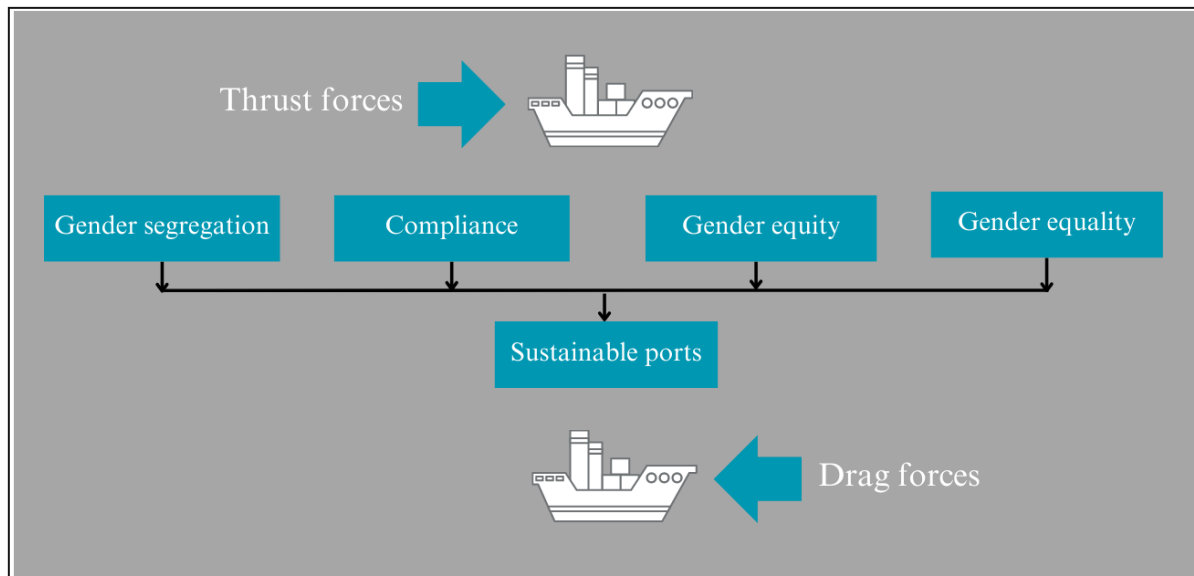 Thrust forces
Gender segregation
Compliance
Gender equity
Gender equality
Sustainable ports
Drag forces